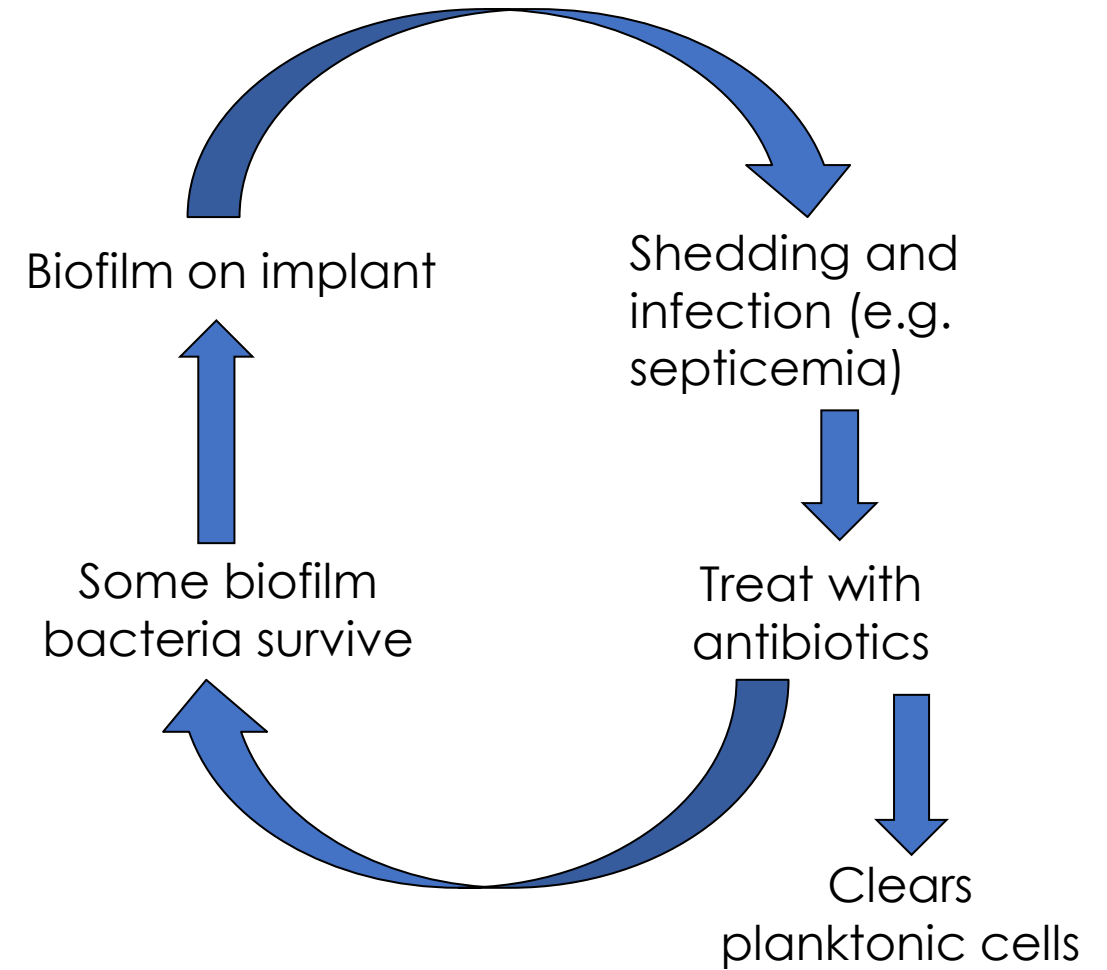 Biofilm on implant
Shedding and
infection (e.g.
septicemia)
Some biofilm
bacteria survive
Treat with
antibiotics
Clears
planktonic cells